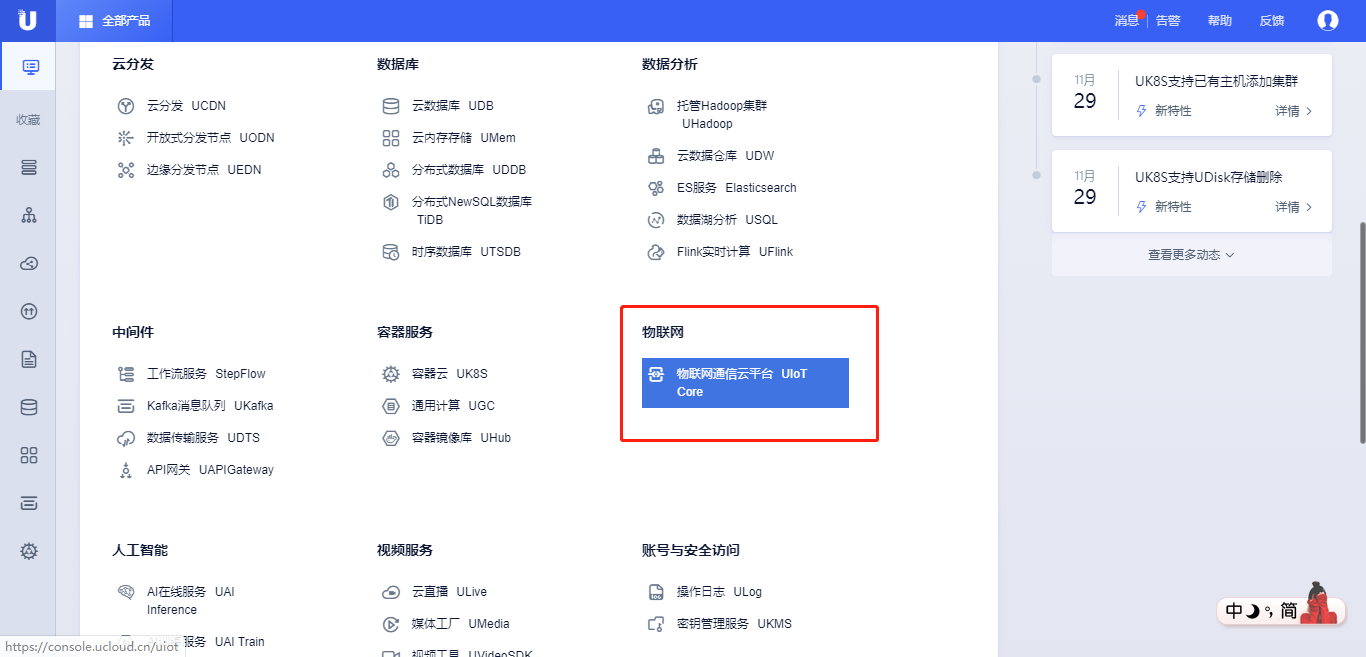 U
全部产品
消息
告警
帮助
反馈
收藏
云分发
云分发 UCDN
开放式分发节点 UODN
边缘分发节点 UEDN
数据库
云数据库 UDB
云内存存储 UMem
分布式数据库 UDDB
分布式NewSQL数据库
TiDB
时序数据库 UTSDB
数据分析
托管Hadoop集群
UHadoop
云数据仓库 UDW
ES服务 Elasticsearch
数据湖分析 USQL
Flink实时计算 UFlink
中间件
工作流服务 StepFlow
Kafka消息队列 UKafka
数据传输服务 UDTS
API网关 UAPIGateway
容器服务
容器云 UK8S
通用计算 UGC
容器镜像库 UHub
物联网
物联网通信云平台 UIoT
Core
人工智能
AI在线服务 UAI
Inference
服务 UAI Train
视频服务
云直播 ULive
媒体工厂 UMedia
视频工具 UVideoSDK
账号与安全访问
操作日志 ULog
密钥管理服务 UKMS
11月
29
UK8S支持已有主机添加集群
新特性
详情
11月
29
UK8S支持UDisk存储删除
新特性
详情
查看更多动态
中 简
https://console.ucloud.cn/uiot